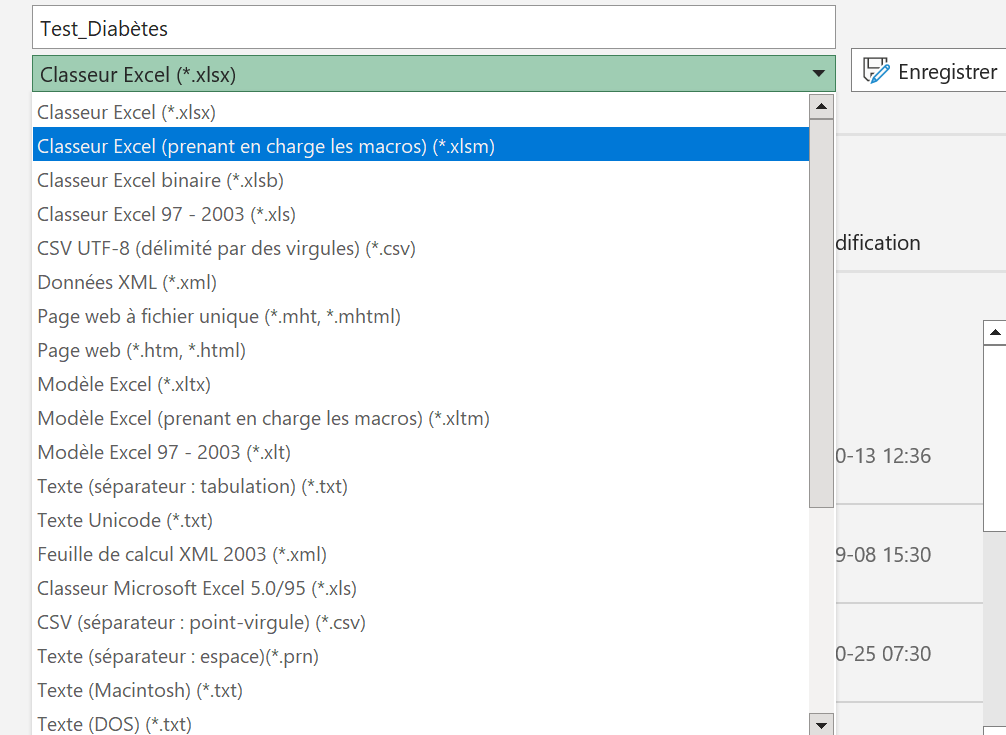 Test_Diabètes
Classeur Excel (*.xlsx)
Enregistrer
Classeur Excel (*.xlsx)
Classeur Excel (prenant en charge les macros) (*.xlsm)
Classeur Excel binaire (*.xlsb)
Classeur Excel 97 - 2003 (*.xls)
CSV UTF-8 (délimité par des virgules) (*.csv)
dification
Données XML (*.xml)
Page web à fichier unique (*.mht, *.mhtml)
Page web (*.htm, *.html)
Modèle Excel (*.xltx)
Modèle Excel (prenant en charge les macros) (*.xltm)
Modèle Excel 97 - 2003 (*.xlt)
0-13 12:36
Texte (séparateur : tabulation) (*.txt)
Texte Unicode (*.txt)
Feuille de calcul XML 2003 (*.xml)
9-08 15:30
Classeur Microsoft Excel 5.0/95 (*.xls)
CSV (séparateur : point-virgule) (*.csv)
Texte (séparateur : espace)(*.prn)
0-25 07:30
Texte (Macintosh) (*.txt)
Texte (DOS) (*.txt)